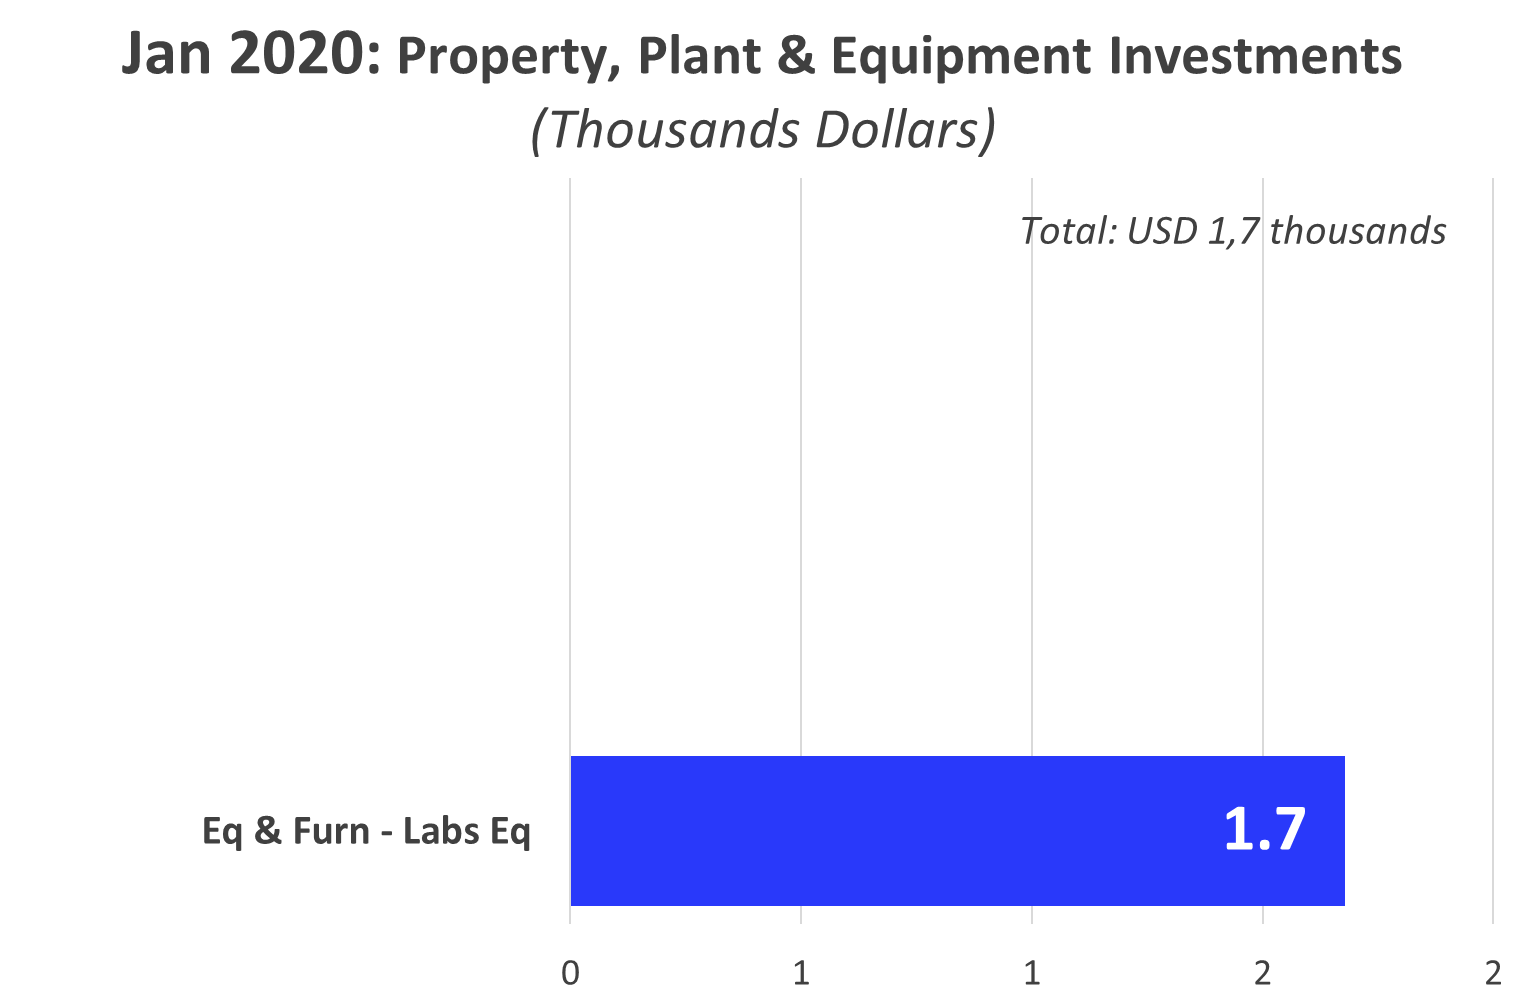 Jan 2020: Property, Plant & Equipment Investments
(Thousands Dollars)
Total: USD 1,7 thousands
Eq & Furn - Labs Eq
1.7
0 1 1 2 2